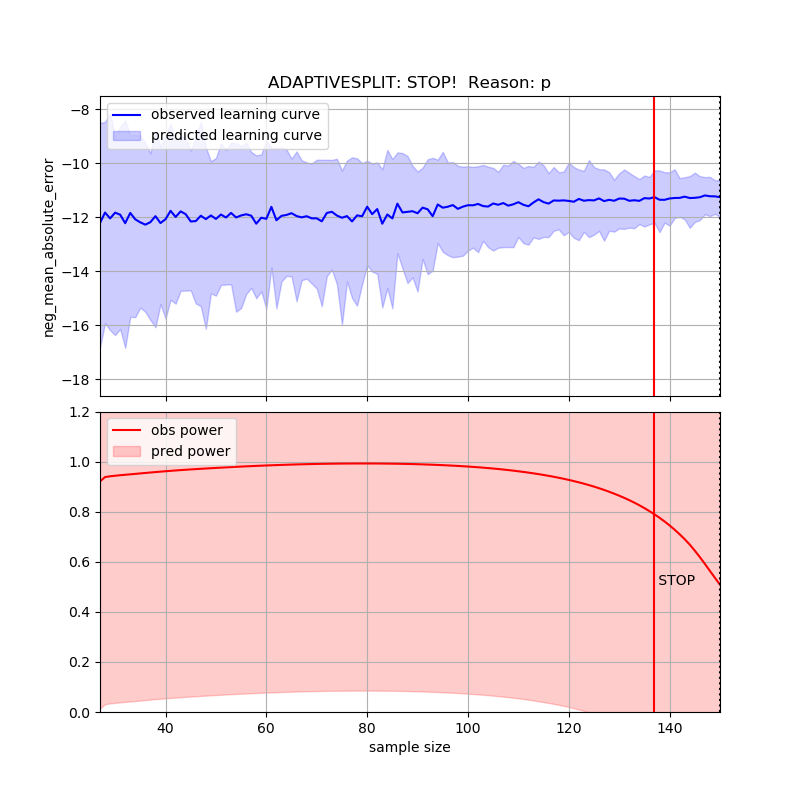 ADAPTIVESPLIT: STOP!  Reason: p
observed learning curve
predicted learning curve
neg_mean_absolute_error
−8
−10
−12
−14
−16
−18
obs power
pred power
1.2
1.0
0.8
0.6
0.4
0.2
0.0
STOP
40 60 80 100 120 140
sample size